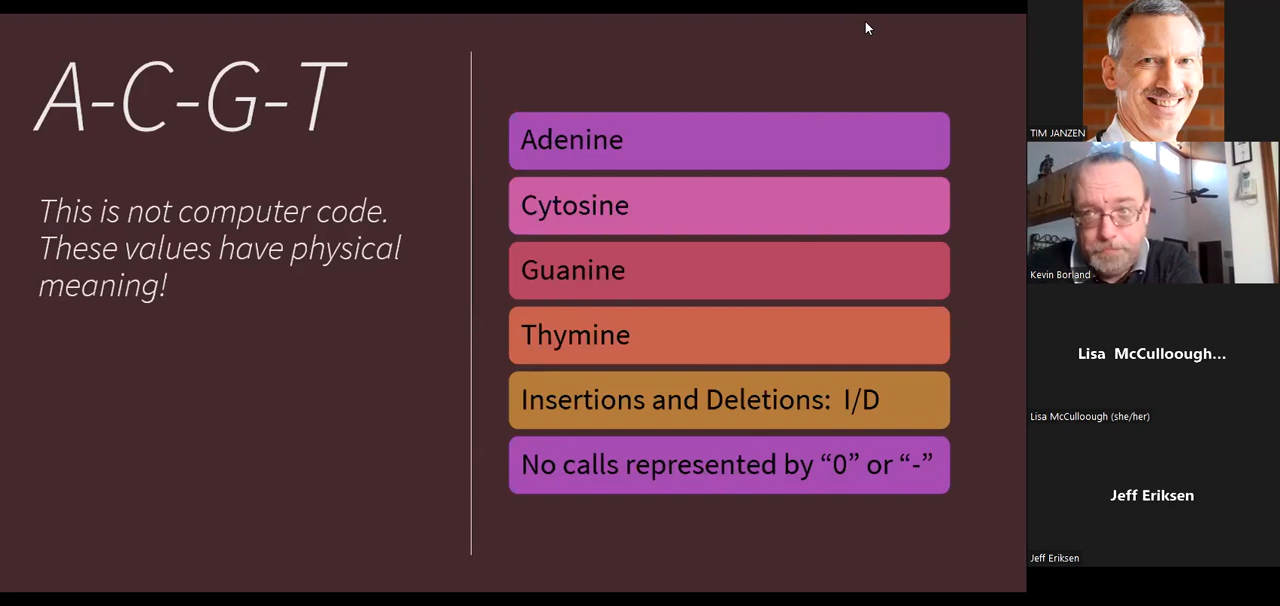 A-C-G-T
This is not computer code.
These values have physical
meaning!
Adenine
Cytosine
Guanine
Thymine
Insertions and Deletions: I/D
No calls represented by “0” or “-”
TIM JANZEN
Kevin Borland
Lisa McCulloough...
Lisa McCulloough (she/her)
Jeff Eriksen
Jeff Eriksen